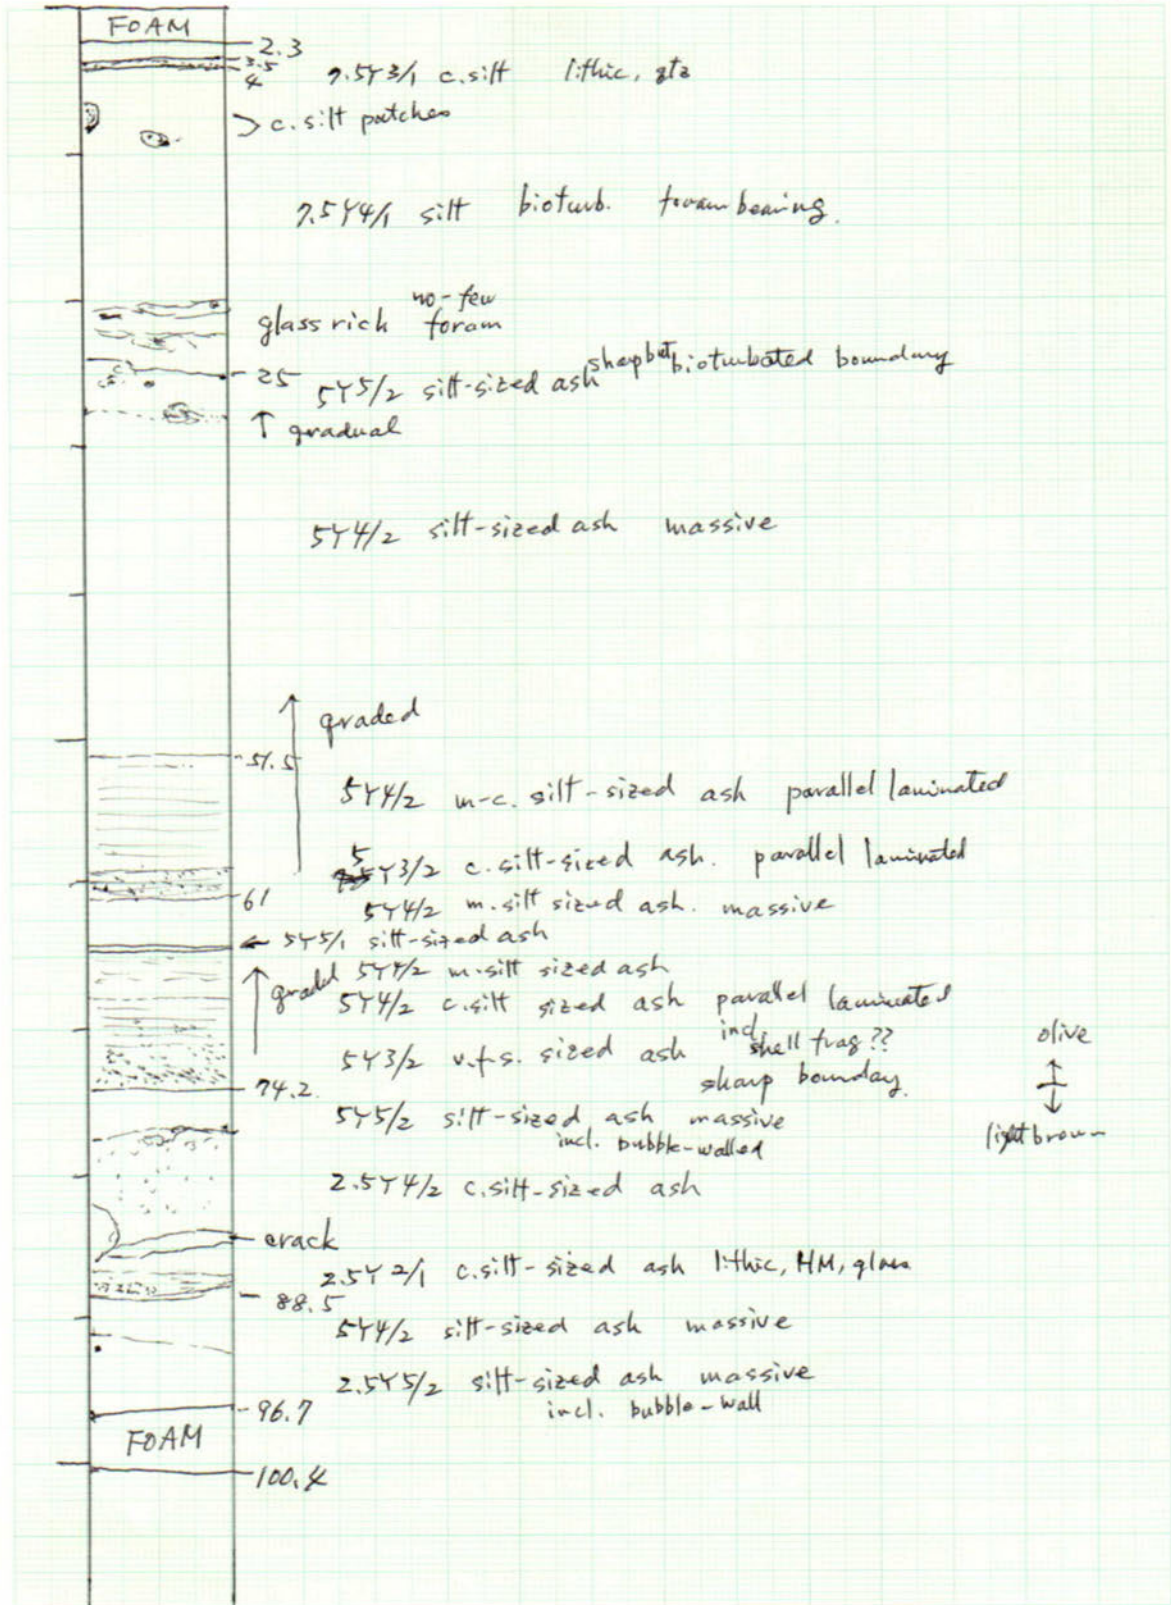 FOAM
2.3
3.5
4
7.5Y3/1 c.silt lithic, qtz
c. silt patches
7.5Y4/1 silt bioturb. foram bearing.
glass rich no-few foram
25
5Y5/2 silt-sized ash sharp but bioturbated boundary
↑ gradual
5Y4/2 silt-sized ash massive
graded
51.5
5Y4/2 m-c. silt-sized ash parallel laminated
5Y3/2 c.silt-sized ash. parallel laminated
61
5Y4/2 m.silt sized ash. massive
← 5Y5/1 silt-sized ash
graded 5Y4/2 m.silt sized ash
5Y4/2 c.silt sized ash parallel laminated
5Y3/2 v.f.s. sized ash incl shell frag??
olive
74.2
sharp bounday.
5Y5/2 silt-sized ash massive
incl. bubble-walled
light brown
2.5Y4/2 c.silt-sized ash
crack
2.5Y2/1 c.silt-sized ash lithic, HM, glass
88.5
5Y4/2 silt-sized ash massive
2.5Y5/2 silt-sized ash massive
incl. bubble-wall
96.7
FOAM
100.4